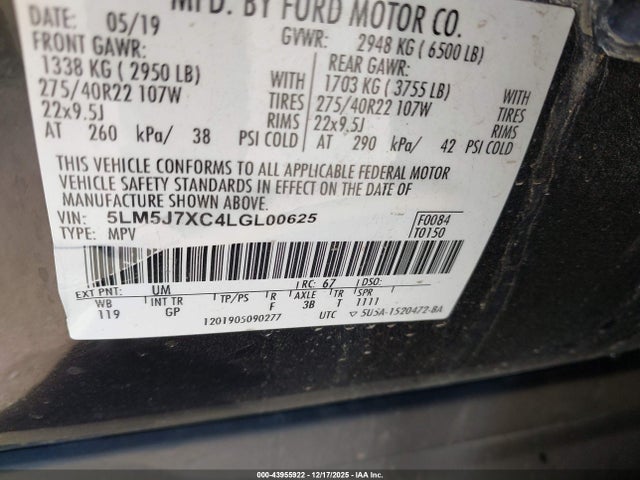 MFD. BY FORD MOTOR CO.
DATE: 05/19
GVWR: 2948 KG ( 6500 LB)
FRONT GAWR:
1338 KG ( 2950 LB)
275/40R22 107W
22x9.5J
WITH
TIRES
RIMS
AT 260 kPa/ 38 PSI COLD
REAR GAWR:
1703 KG ( 3755 LB)
275/40R22 107W
22x9.5J
WITH
TIRES
RIMS
AT 290 kPa/ 42 PSI COLD
THIS VEHICLE CONFORMS TO ALL APPLICABLE FEDERAL MOTOR
VEHICLE SAFETY STANDARDS IN EFFECT ON THE DATE OF
MANUFACTURE SHOWN ABOVE.
VIN: 5LM5J7XC4LGL00625
TYPE: MPV
F0084
T0150
EXT PNT: UM RC: 67 DSO:
WB INT TR TP/PS R AXLE TR SPR
119 GP F 3B T 1111
1201905090277 UTC 5USA-1520472-BA
000-43955922 - 12/17/2025 - IAAI.COM